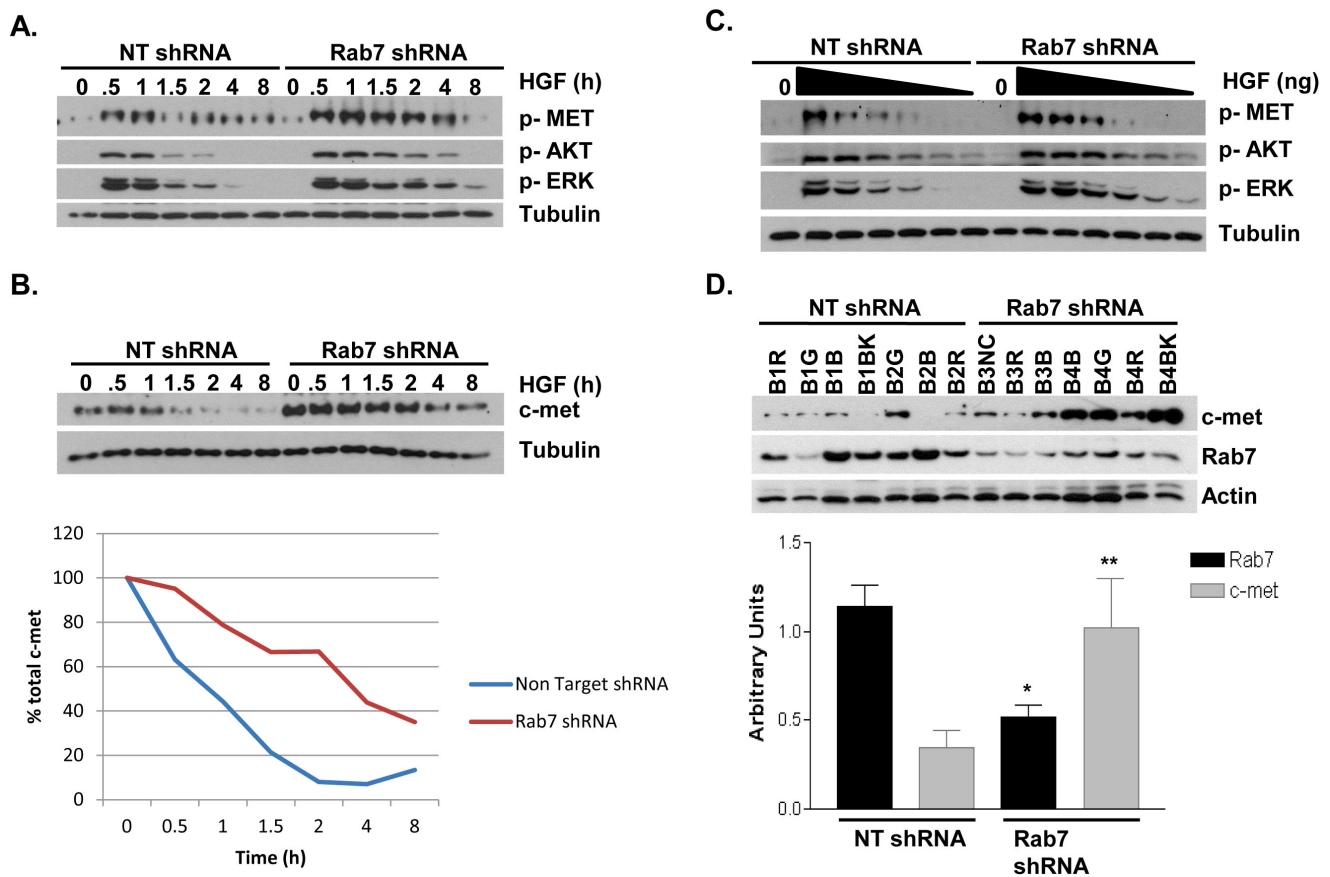 A.
NT shRNA Rab7 shRNA
0 .5 1 1.5 2 4 8 0 .5 1 1.5 2 4 8 HGF (h)
p- MET
p- AKT
p- ERK
Tubulin
B.
NT shRNA Rab7 shRNA
0 .5 1 1.5 2 4 8 0 .5 1 1.5 2 4 8 HGF (h)
c-met
Tubulin
120
100
80
60
40
20
0
% total c-met
0 0.5 1 1.5 2 4 8
Time (h)
Non Target shRNA
Rab7 shRNA
C.
NT shRNA Rab7 shRNA
0 0 HGF (ng)
p- MET
p- AKT
p- ERK
Tubulin
D.
NT shRNA Rab7 shRNA
B1R B1G B1B B1BK B2G B2B B2R B3NC B3R B3B B4B B4G B4R B4BK
c-met
Rab7
Actin
1.5
1.0
0.5
0.0
Arbitrary Units
* **
Rab7
c-met
NT shRNA Rab7
shRNA